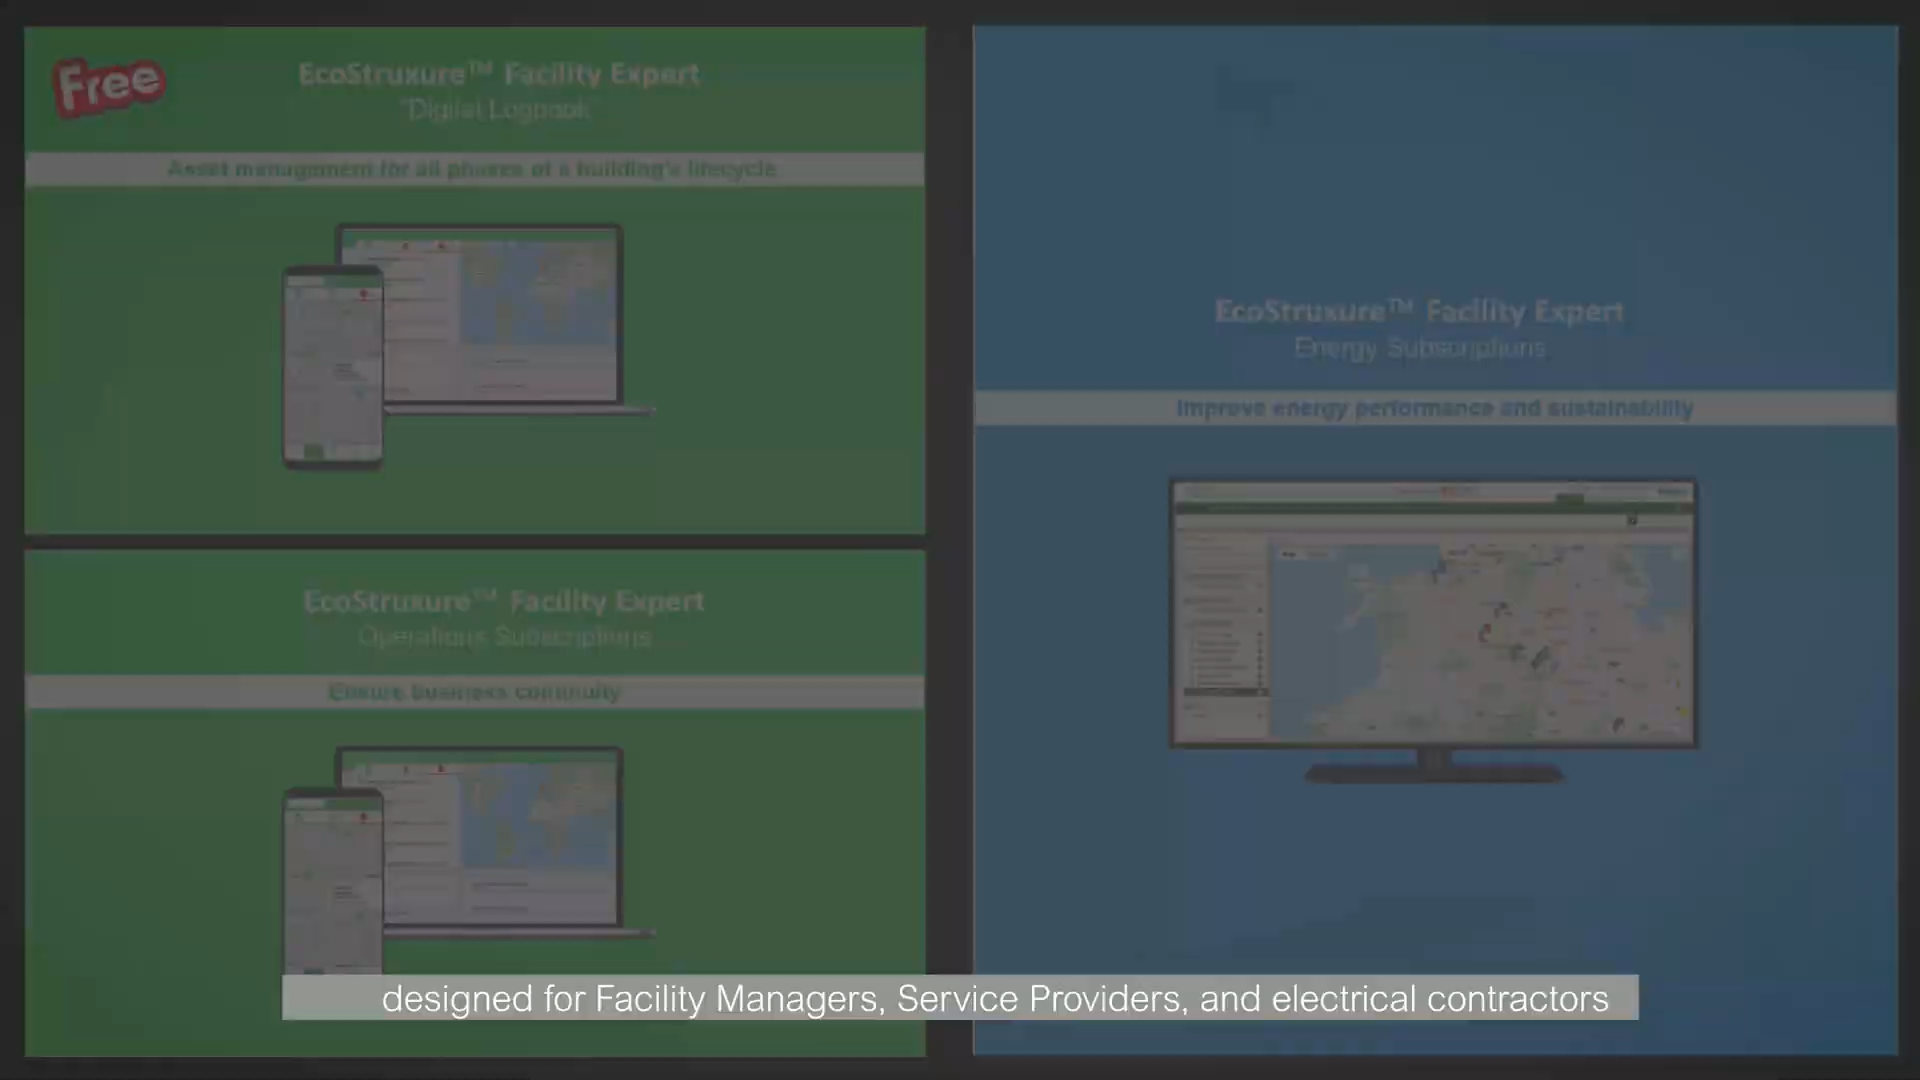 Free
EcoStruxure™ Facility Expert
"Digital Logbook"
Asset management for all phases of a building's lifecycle
EcoStruxure™ Facility Expert
Operations Subscriptions
Ensure business continuity
EcoStruxure™ Facility Expert
Energy Subscriptions
Improve energy performance and sustainability
designed for Facility Managers, Service Providers, and electrical contractors